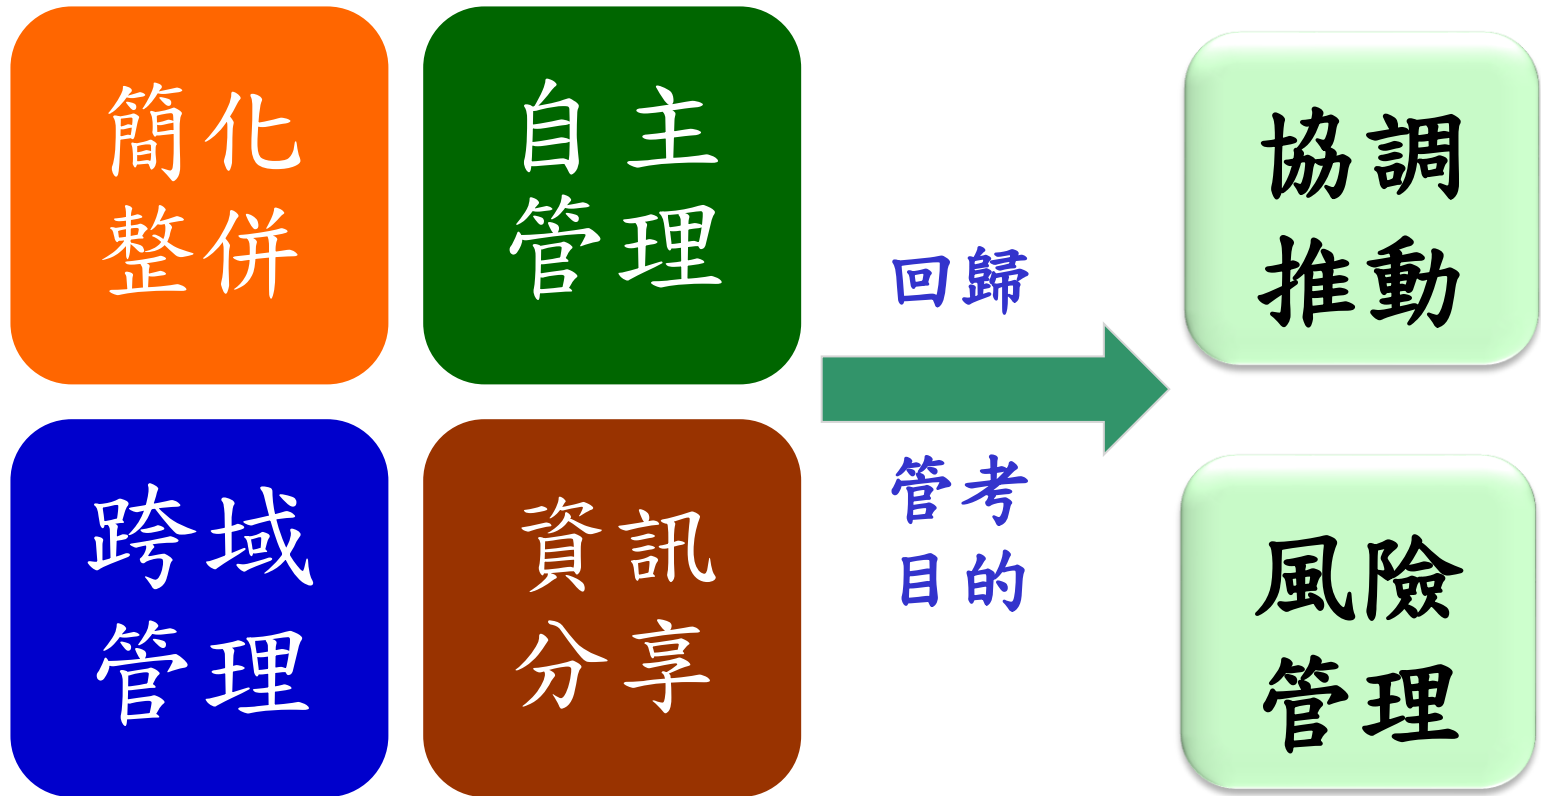 簡化
整併
自主
管理
跨域
管理
資訊
分享
回歸
管考
目的
協調
推動
風險
管理